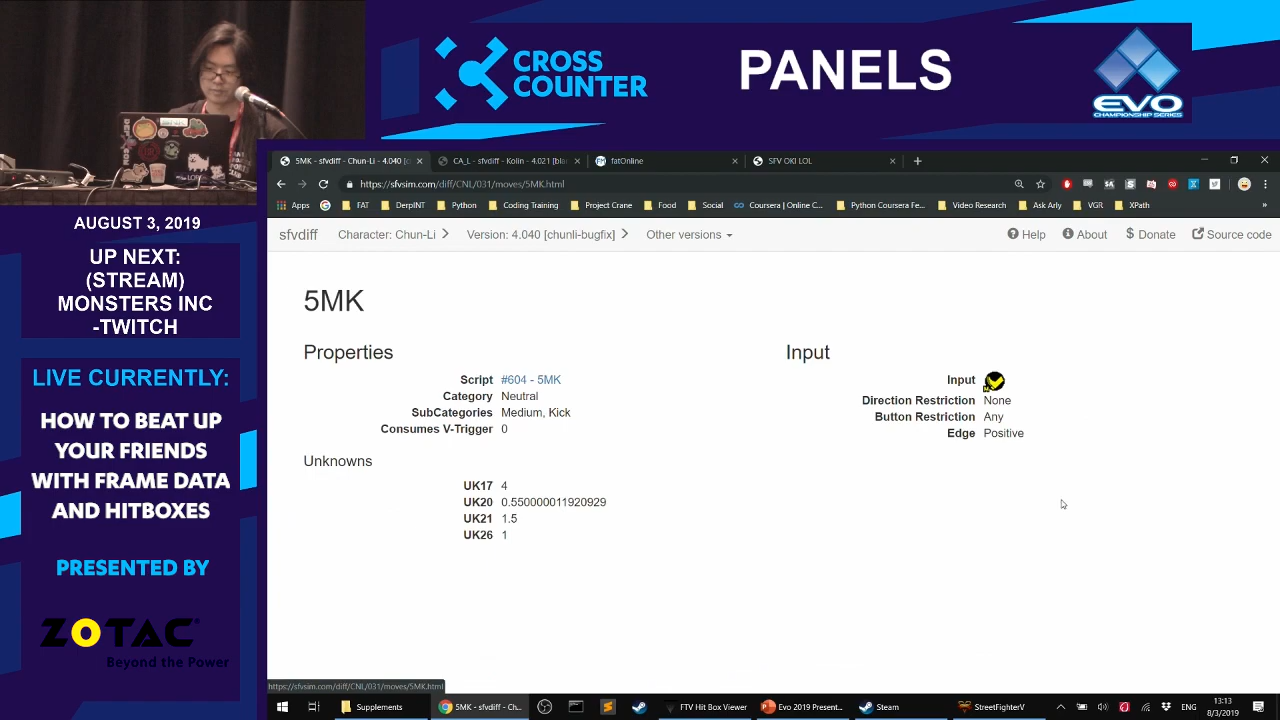 CROSS
COUNTER
PANELS
EVO
CHAMPIONSHIP SERIES
AUGUST 3, 2019
UP NEXT:
(STREAM)
MONSTERS INC
-TWITCH
LIVE CURRENTLY:
HOW TO BEAT UP
YOUR FRIENDS
WITH FRAME DATA
AND HITBOXES
PRESENTED BY
ZOTAC®
Beyond the Power
5MK - sfvdiff - Chun-Li - 4.040 [c
CA_L - sfvdiff - Kolin - 4.021 [bla
fatOnline
SFV OKI LOL
https://sfvsim.com/diff/CNL/031/moves/5MK.html
Apps
FAT
DerpINT
Python
Coding Training
Project Crane
Food
Social
Coursera | Online C...
Python Coursera Fe...
Video Research
Ask Arly
VGR
XPath
sfvdiff
Character: Chun-Li
Version: 4.040 [chunli-bugfix]
Other versions
Help
About
$ Donate
Source code
5MK
Properties
Script #604 - 5MK
Category Neutral
SubCategories Medium, Kick
Consumes V-Trigger 0
Unknowns
UK17 4
UK20 0.550000011920929
UK21 1.5
UK26 1
Input
Input
Direction Restriction None
Button Restriction Any
Edge Positive
https://sfvsim.com/diff/CNL/031/moves/5MK.html
Supplements
5MK - sfvdiff - Ch...
FTV Hit Box Viewer
Evo 2019 Present...
Steam
StreetFighterV
13:13
8/3/2019